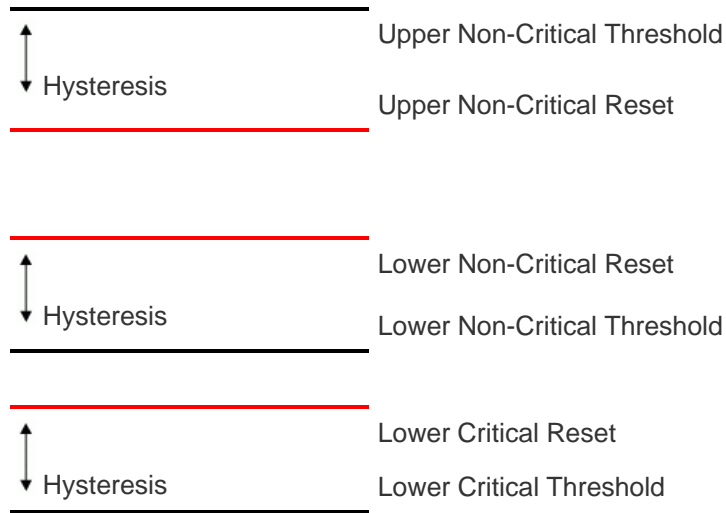 Upper Non-Critical Threshold
Hysteresis
Upper Non-Critical Reset
Lower Non-Critical Reset
Hysteresis
Lower Non-Critical Threshold
Lower Critical Reset
Hysteresis
Lower Critical Threshold